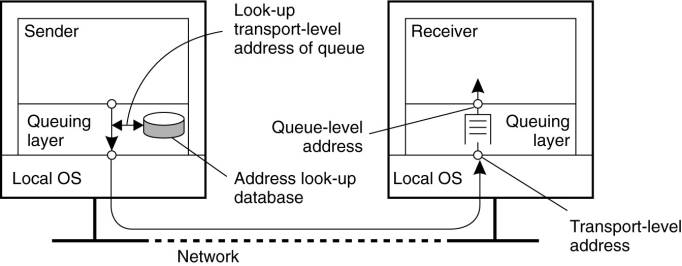 Sender
Look-up
transport-level
address of queue
Receiver
Queuing
layer
Queue-level
address
Queuing
layer
Local OS
Address look-up
database
Local OS
Transport-level
address
Network